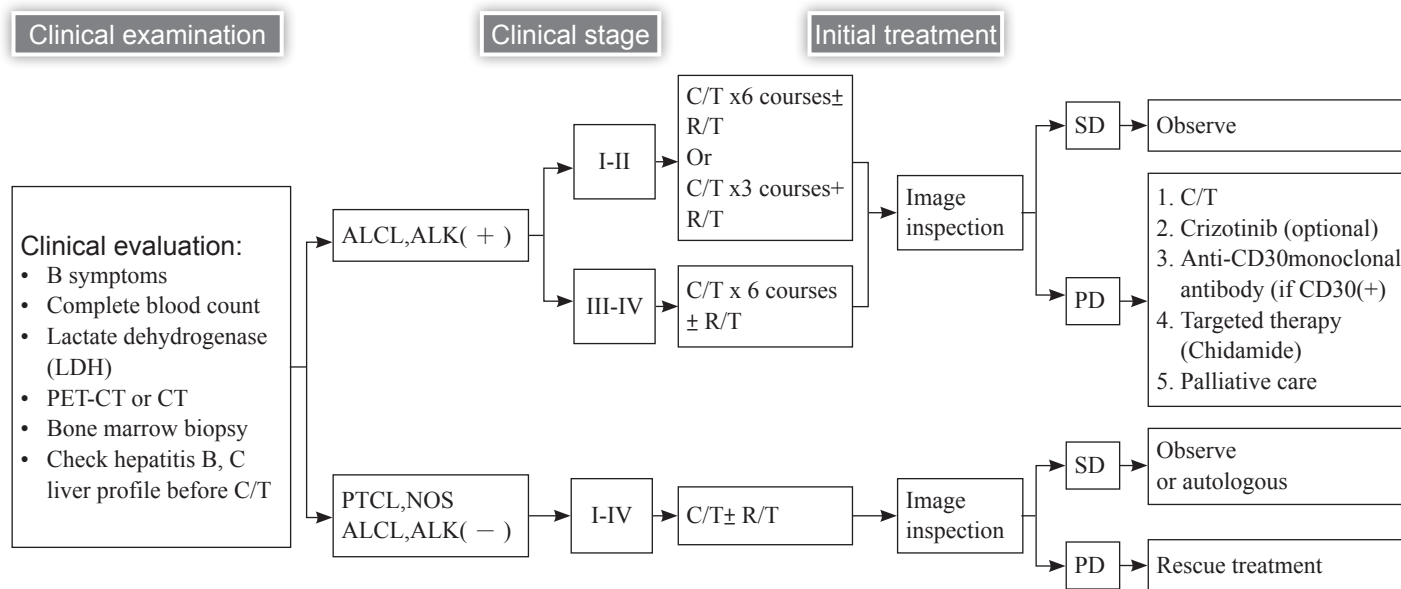 Clinical examination
Clinical stage
Initial treatment
Clinical evaluation:
• B symptoms
• Complete blood count
• Lactate dehydrogenase
(LDH)
• PET-CT or CT
• Bone marrow biopsy
• Check hepatitis B, C
liver profile before C/T
ALCL,ALK( + )
I-II
C/T x6 courses±
R/T
Or
C/T x3 courses+
R/T
III-IV
C/T x 6 courses
± R/T
Image
inspection
SD
Observe
PD
1. C/T
2. Crizotinib (optional)
3. Anti-CD30monoclonal
antibody (if CD30(+)
4. Targeted therapy
(Chidamide)
5. Palliative care
PTCL,NOS
ALCL,ALK( − )
I-IV
C/T± R/T
Image
inspection
SD
Observe
or autologous
PD
Rescue treatment